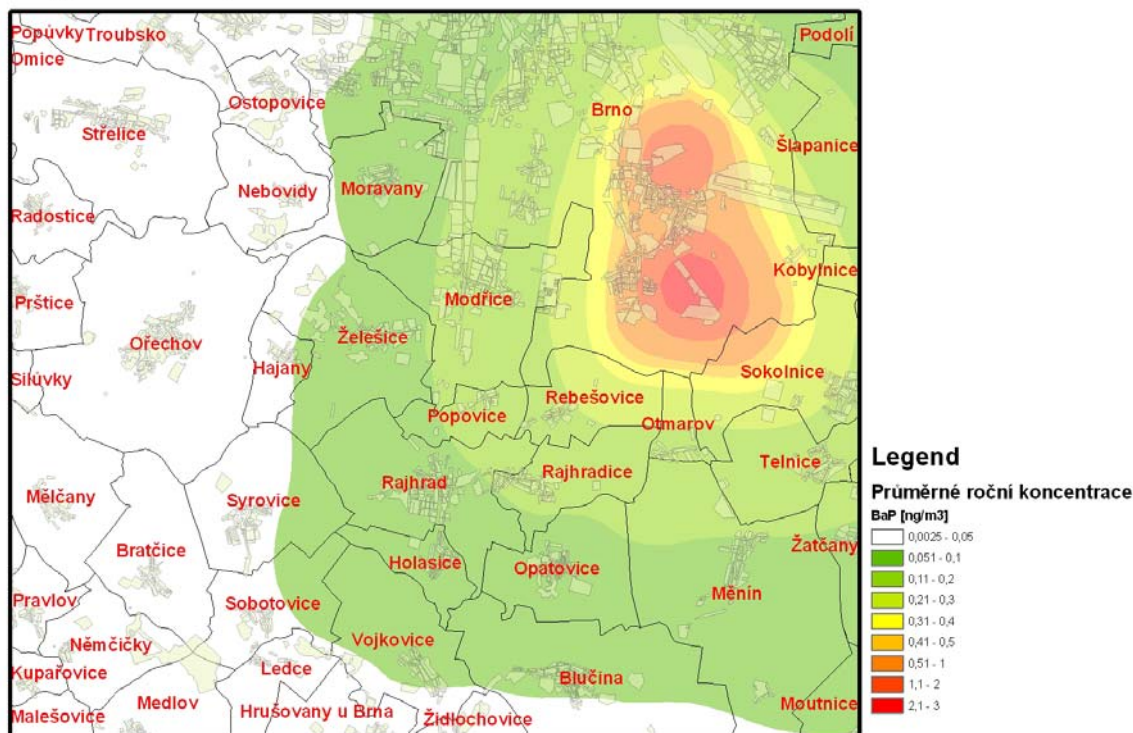 Popůvky Troubsko
Podolí
Omice
Ostopovice
Brno
Střelice
Šlapanice
Nebovidy
Moravany
Radostice
Kobylnice
Prštice
Modřice
Ořechov
Želešice
Hajany
Sokolnice
Silůvky
Rebešovice
Popovice
Otmarov
Telnice
Rajhradice
Rajhrad
Mělčany
Syrovice
Žatčany
Bratčice
Holasice
Opatovice
Měnín
Pravlov
Sobotovice
Němčičky
Vojkovice
Kupařovice
Ledce
Blučina
Medlov
Moutnice
Malešovice
Hrušovany u Brna
Židlochovice
Legend
Průměrné roční koncentrace
BaP [ng/m3]
0,0025 - 0,05
0,051 - 0,1
0,11 - 0,2
0,21 - 0,3
0,31 - 0,4
0,41 - 0,5
0,51 - 1
1,1 - 2
2,1 - 3